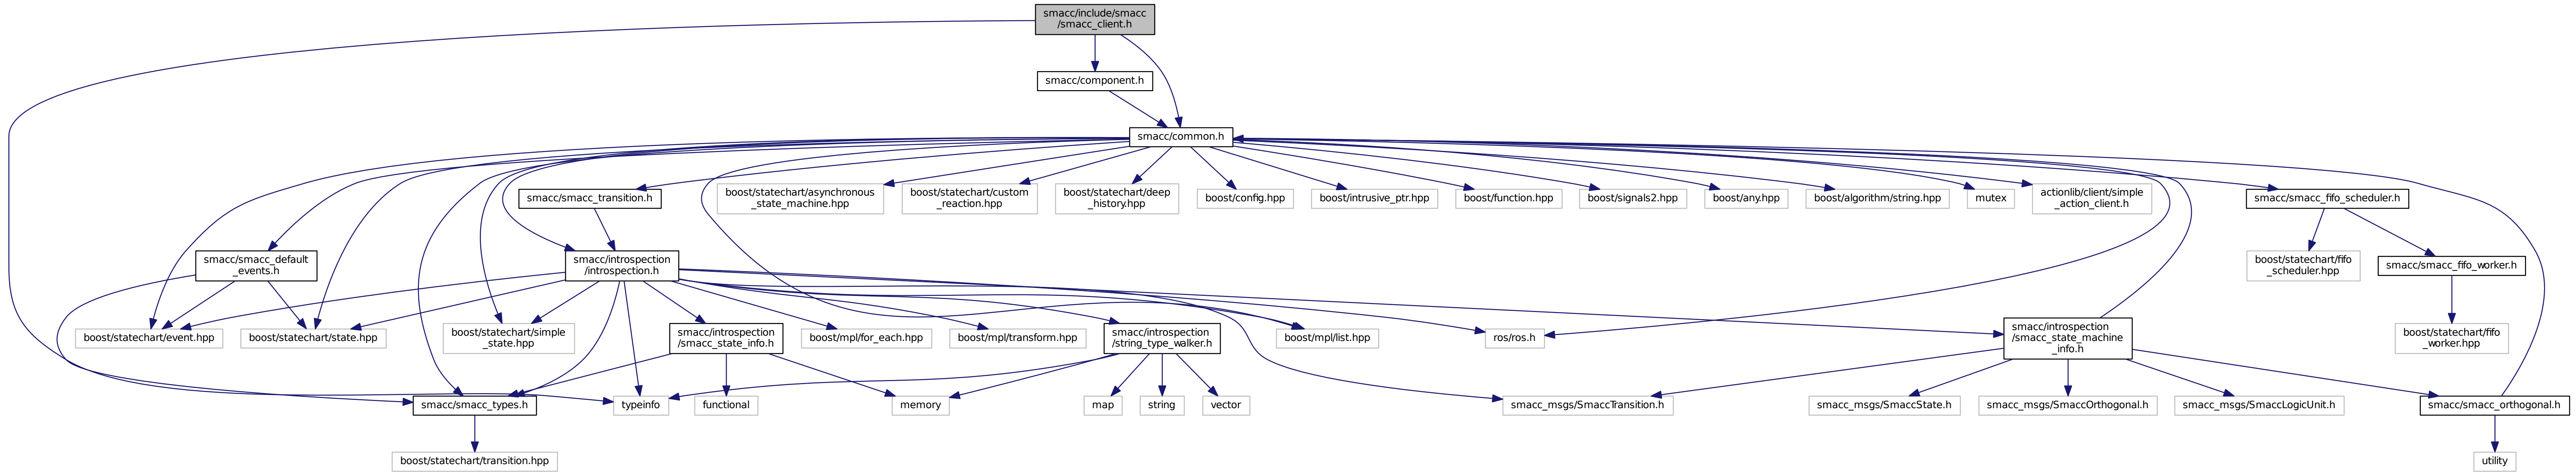 smacc/include/smacc
/smacc_client.h
smacc/component.h
smacc/common.h
smacc/smacc_transition.h
boost/statechart/asynchronous
_state_machine.hpp
boost/statechart/custom
_reaction.hpp
boost/statechart/deep
_history.hpp
boost/config.hpp
boost/intrusive_ptr.hpp
boost/function.hpp
boost/signals2.hpp
boost/any.hpp
boost/algorithm/string.hpp
mutex
actionlib/client/simple
_action_client.h
smacc/smacc_fifo_scheduler.h
smacc/smacc_default
_events.h
smacc/introspection
/introspection.h
boost/statechart/fifo
_scheduler.hpp
smacc/smacc_fifo_worker.h
boost/statechart/event.hpp
boost/statechart/state.hpp
boost/statechart/simple
_state.hpp
smacc/introspection
/smacc_state_info.h
boost/mpl/for_each.hpp
boost/mpl/transform.hpp
smacc/introspection
/string_type_walker.h
boost/mpl/list.hpp
ros/ros.h
smacc/introspection
/smacc_state_machine
_info.h
boost/statechart/fifo
_worker.hpp
smacc/smacc_types.h
typeinfo
functional
memory
map
string
vector
smacc_msgs/SmaccTransition.h
smacc_msgs/SmaccState.h
smacc_msgs/SmaccOrthogonal.h
smacc_msgs/SmaccLogicUnit.h
smacc/smacc_orthogonal.h
boost/statechart/transition.hpp
utility